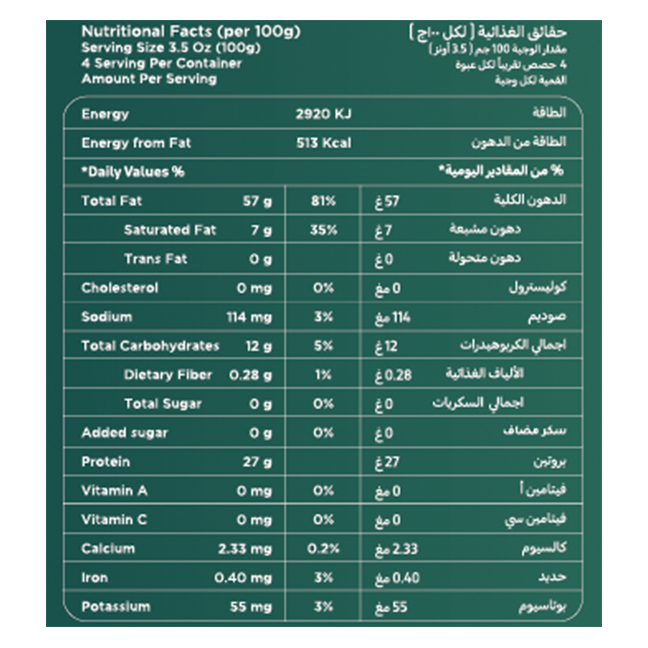 Nutritional Facts (per 100g) حقائق الغذائية ( لكل ١٠٠ج )
Serving Size 3.5 Oz (100g) مقدار الوجبة 100 جم ( 3.5 أونز )
4 Serving Per Container 4 حصص تقريباً لكل عبوة
Amount Per Serving القمية لكل وجبة
Energy 2920 KJ الطاقة
Energy from Fat 513 Kcal الطاقة من الدهون
*Daily Values % % من المقادير اليومية*
Total Fat 57 g 81% 57 غ الدهون الكلية
Saturated Fat 7 g 35% 7 غ دهون مشبعة
Trans Fat 0 g 0 غ دهون متحولة
Cholesterol 0 mg 0% 0 مغ كوليسترول
Sodium 114 mg 3% 114 مغ صوديم
Total Carbohydrates 12 g 5% 12 غ اجمالي الكربوهيدرات
Dietary Fiber 0.28 g 1% 0.28 غ الألياف الغذائية
Total Sugar 0 g 0% 0 غ اجمالي السكريات
Added sugar 0 g 0% 0 غ سكر مضاف
Protein 27 g 27 غ بروتين
Vitamin A 0 mg 0% 0 مغ فيتامين أ
Vitamin C 0 mg 0% 0 مغ فيتامين سي
Calcium 2.33 mg 0.2% 2.33 مغ كالسيوم
Iron 0.40 mg 3% 0.40 مغ حديد
Potassium 55 mg 3% 55 مغ بوتاسيوم